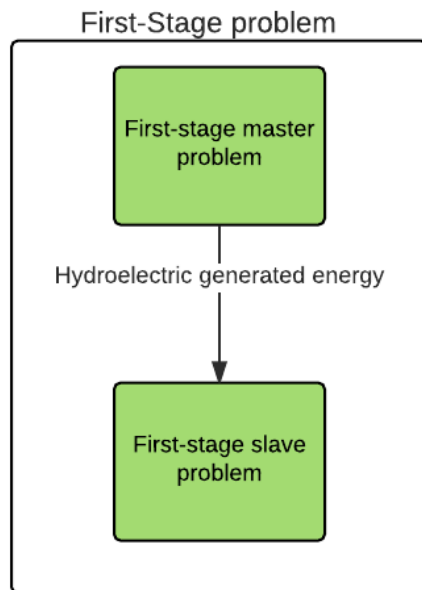 First-Stage problem
First-stage master
problem
Hydroelectric generated energy
First-stage slave
problem